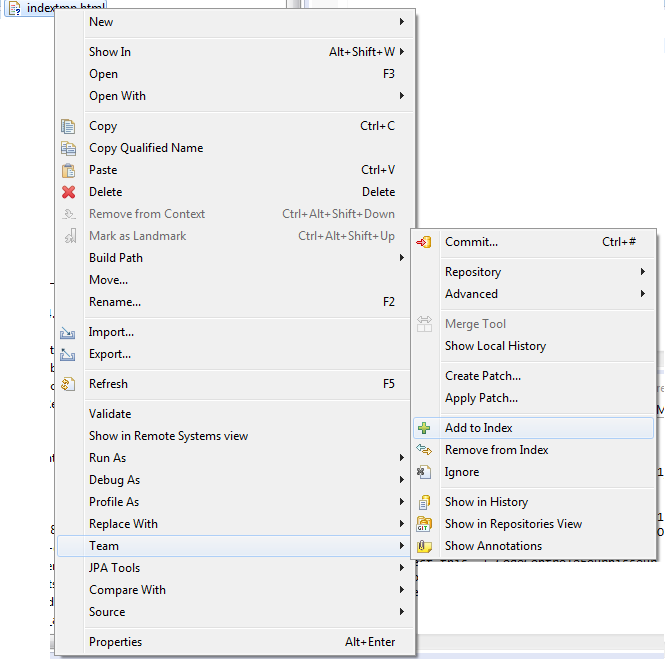 indextmp.html
New
Show In Alt+Shift+W
Open F3
Open With
Copy Ctrl+C
Copy Qualified Name
Paste Ctrl+V
Delete Delete
Remove from Context Ctrl+Alt+Shift+Down
Mark as Landmark Ctrl+Alt+Shift+Up
Build Path
Move...
Rename... F2
Import...
Export...
Refresh F5
Validate
Show in Remote Systems view
Run As
Debug As
Profile As
Replace With
Team
JPA Tools
Compare With
Source
Properties Alt+Enter
Commit... Ctrl+#
Repository
Advanced
Merge Tool
Show Local History
Create Patch...
Apply Patch...
Add to Index
Remove from Index
Ignore
Show in History
GIT Show in Repositories View
Show Annotations